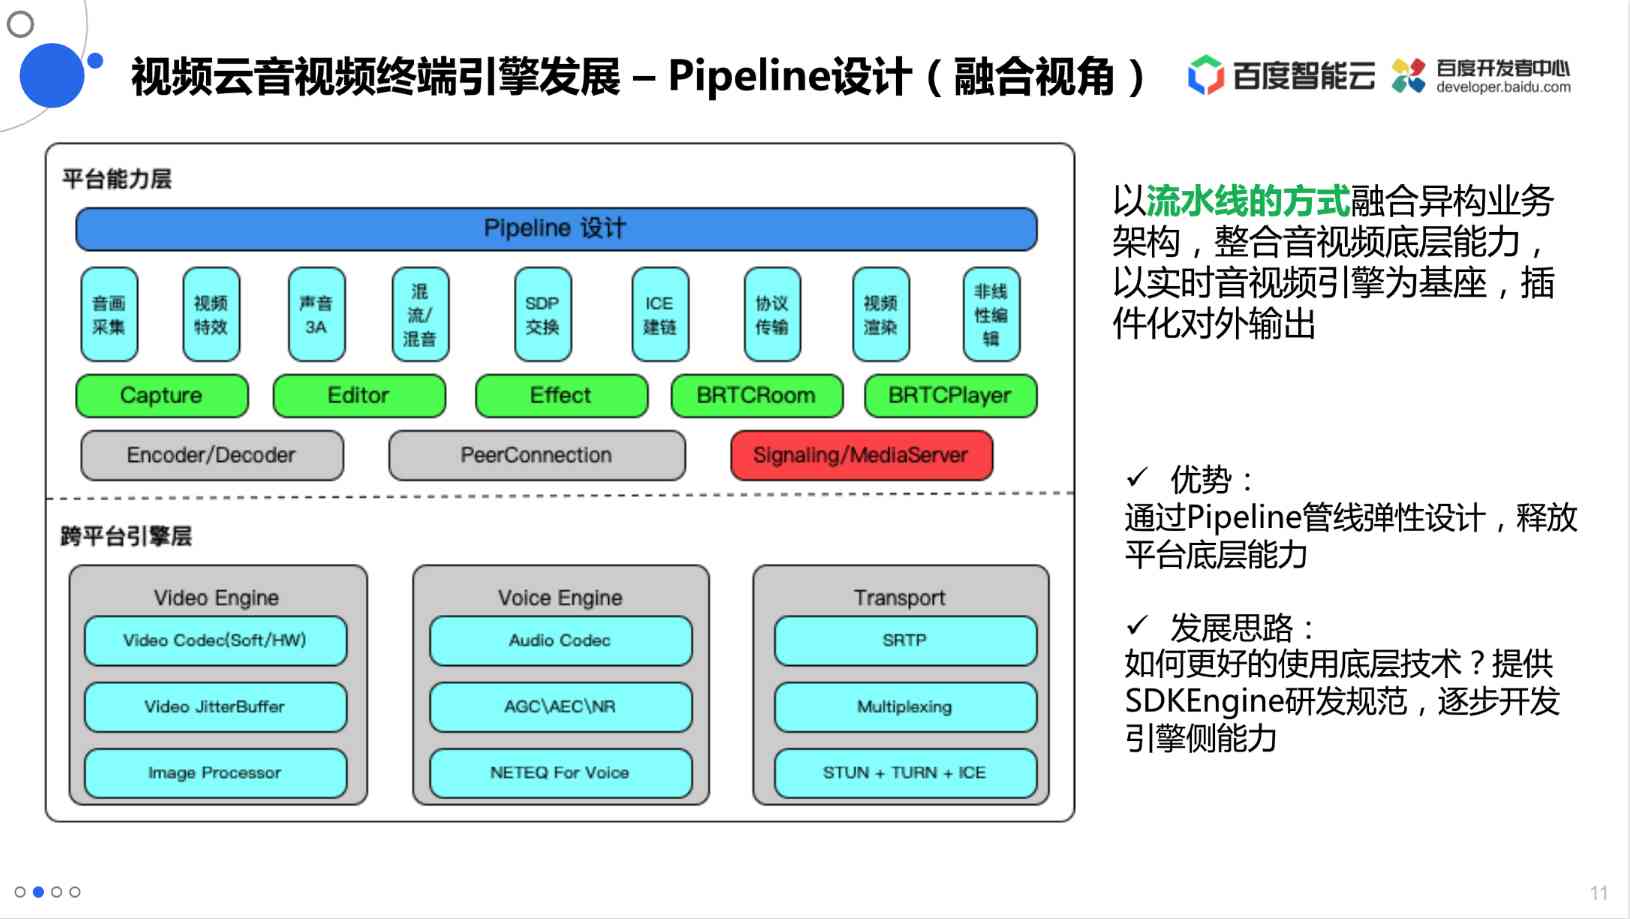 视频云音视频终端引擎发展 – Pipeline设计（融合视角）
百度智能云
百度开发者中心
developer.baidu.com
平台能力层
Pipeline 设计
音画
采集
视频
特效
声音
3A
混
流/
混音
SDP
交换
ICE
建链
协议
传输
视频
渲染
非线
性编
辑
Capture
Editor
Effect
BRTCRoom
BRTCPlayer
Encoder/Decoder
PeerConnection
Signaling/MediaServer
跨平台引擎层
Video Engine
Video Codec(Soft/HW)
Video JitterBuffer
Image Processor
Voice Engine
Audio Codec
AGC\AEC\NR
NETEQ For Voice
Transport
SRTP
Multiplexing
STUN + TURN + ICE
以流水线的方式融合异构业务
架构，整合音视频底层能力，
以实时音视频引擎为基座，插
件化对外输出
✓ 优势：
通过Pipeline管线弹性设计，释放
平台底层能力
✓ 发展思路：
如何更好的使用底层技术？提供
SDKEngine研发规范，逐步开发
引擎侧能力
11